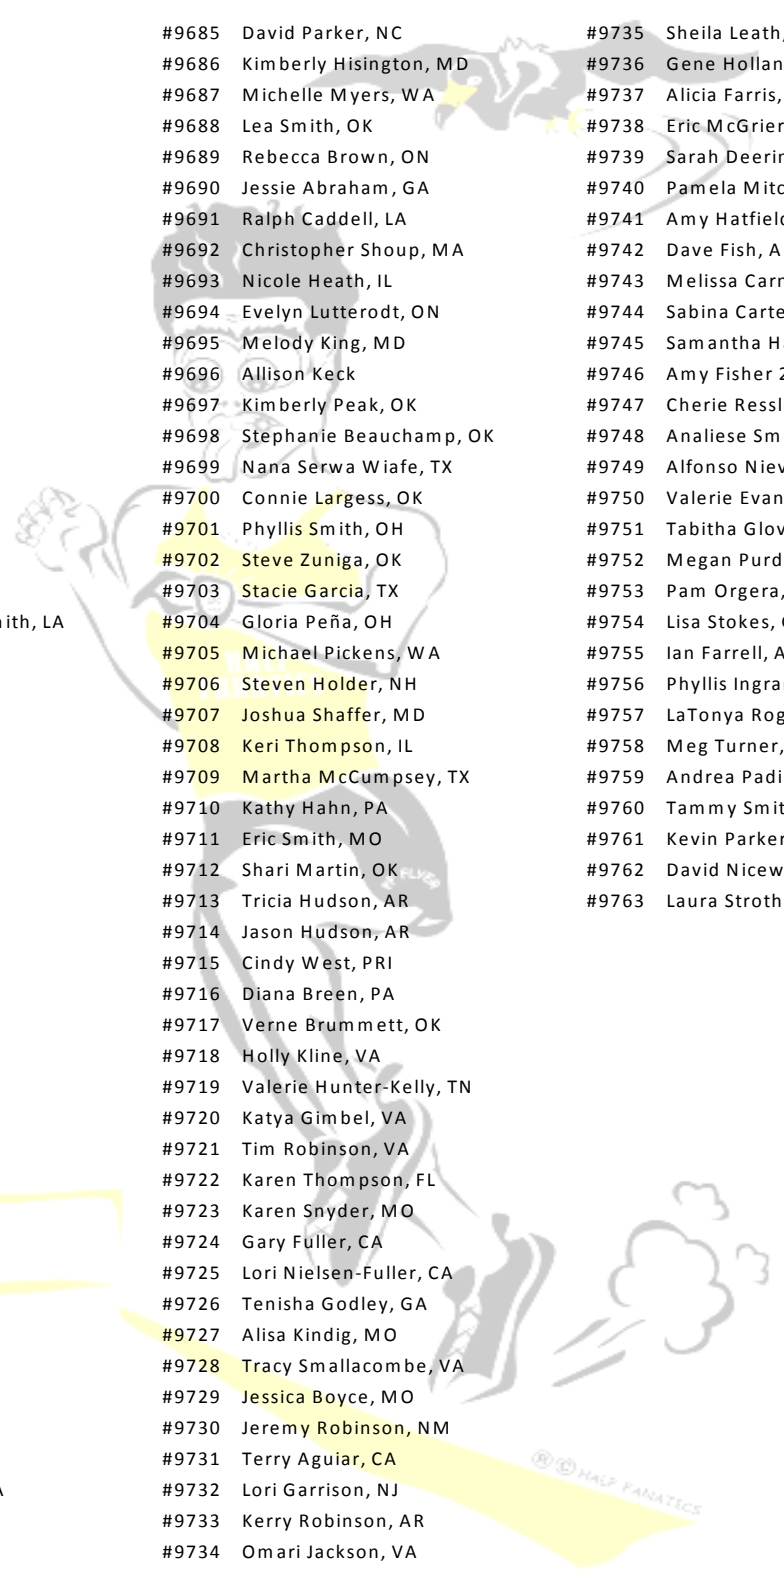 #9685 David Parker, NC
#9686 Kimberly Hisington, MD
#9687 Michelle Myers, WA
#9688 Lea Smith, OK
#9689 Rebecca Brown, ON
#9690 Jessie Abraham, GA
#9691 Ralph Caddell, LA
#9692 Christopher Shoup, MA
#9693 Nicole Heath, IL
#9694 Evelyn Lutterodt, ON
#9695 Melody King, MD
#9696 Allison Keck
#9697 Kimberly Peak, OK
#9698 Stephanie Beauchamp, OK
#9699 Nana Serwa Wiafe, TX
#9700 Connie Largess, OK
#9701 Phyllis Smith, OH
#9702 Steve Zuniga, OK
#9703 Stacie Garcia, TX
#9704 Gloria Peña, OH
#9705 Michael Pickens, WA
#9706 Steven Holder, NH
#9707 Joshua Shaffer, MD
#9708 Keri Thompson, IL
#9709 Martha McCumpsey, TX
#9710 Kathy Hahn, PA
#9711 Eric Smith, MO
#9712 Shari Martin, OK
#9713 Tricia Hudson, AR
#9714 Jason Hudson, AR
#9715 Cindy West, PRI
#9716 Diana Breen, PA
#9717 Verne Brummett, OK
#9718 Holly Kline, VA
#9719 Valerie Hunter-Kelly, TN
#9720 Katya Gimbel, VA
#9721 Tim Robinson, VA
#9722 Karen Thompson, FL
#9723 Karen Snyder, MO
#9724 Gary Fuller, CA
#9725 Lori Nielsen-Fuller, CA
#9726 Tenisha Godley, GA
#9727 Alisa Kindig, MO
#9728 Tracy Smallacombe, VA
#9729 Jessica Boyce, MO
#9730 Jeremy Robinson, NM
#9731 Terry Aguiar, CA
#9732 Lori Garrison, NJ
#9733 Kerry Robinson, AR
#9734 Omari Jackson, VA
#9735 Sheila Leath,
#9736 Gene Hollan
#9737 Alicia Farris,
#9738 Eric McGrier
#9739 Sarah Deerin
#9740 Pamela Mitc
#9741 Amy Hatfiel
#9742 Dave Fish, A
#9743 Melissa Carn
#9744 Sabina Carte
#9745 Samantha Ha
#9746 Amy Fisher 2
#9747 Cherie Ressl
#9748 Analiese Sm
#9749 Alfonso Niev
#9750 Valerie Evan
#9751 Tabitha Glov
#9752 Megan Purd
#9753 Pam Orgera,
#9754 Lisa Stokes,
#9755 Ian Farrell, A
#9756 Phyllis Ingra
#9757 LaTonya Rog
#9758 Meg Turner,
#9759 Andrea Padi
#9760 Tammy Smit
#9761 Kevin Parker
#9762 David Nicew
#9763 Laura Stroth
ith, LA
A
FLYER
® © HALF FANATICS